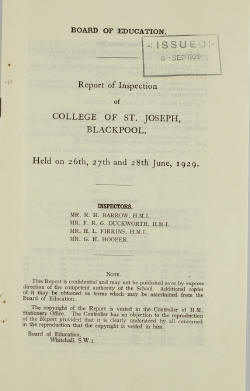 BOARD OF EDUCATION.
ISSUED
SEP 1929
Report of Inspection
of
COLLEGE OF ST. JOSEPH,
BLACKPOOL.
Held on 26th, 27th and 28th June, 1929.
INSPECTORS.
MR. M. H. BARROW, H.M.I.
MR. F. R. G. DUCKWORTH, H.M.I.
MR. H. L. FIRKINS, H.M.I.
MR. G. H. HOOPER.
NOTE.
This Report is confidential and may not be published save by express
direction of the competent authority of the School. Additional copies
of it may be obtained on terms which may be ascertained from the
Board of Education.
The copyright of the Report is vested in the Controller of H.M.
Stationery Office. The Controller has no objection to the reproduction
of the Report provided that it is clearly understood by all concerned
in the reproduction that the copyright is vested in him.
Board of Education,
Whitehall, S.W.1.